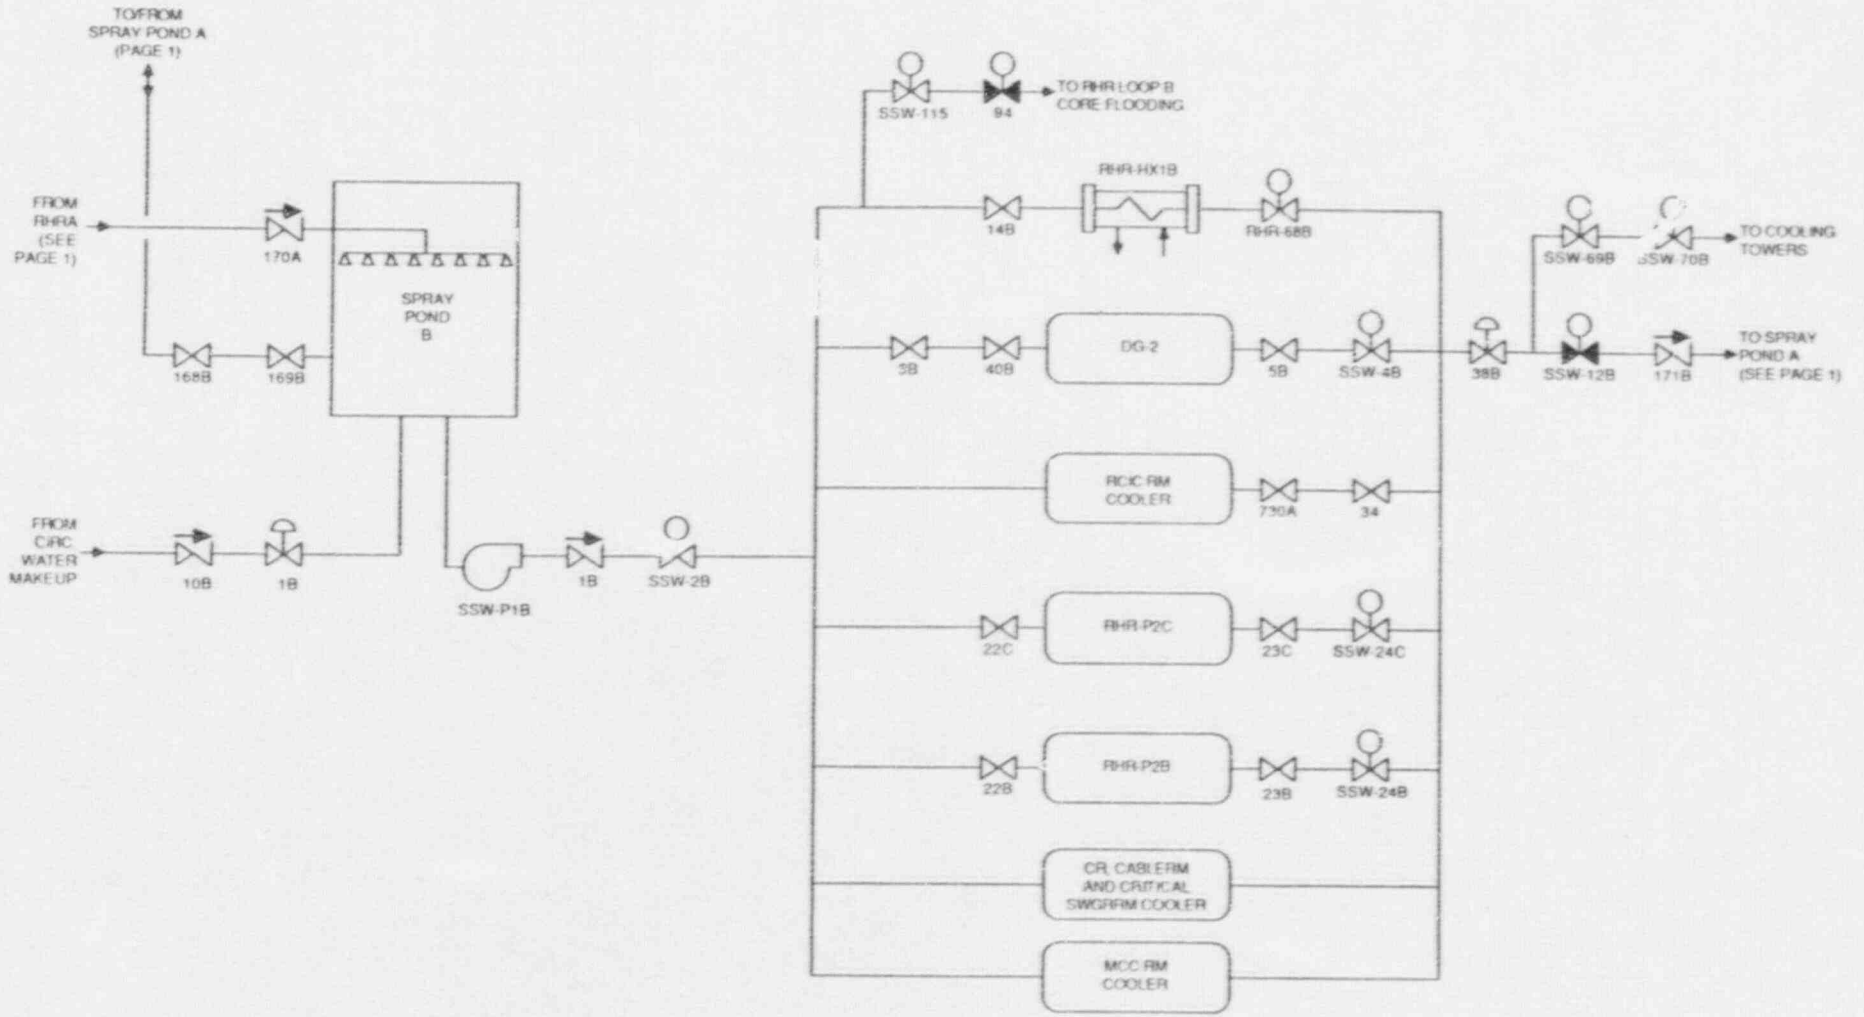 TO/FROM
SPRAY POND A
(PAGE 1)
FROM
RHRA
(SEE
PAGE 1)
170A
SPRAY
POND
B
168B
169B
FROM
CIRC
WATER
MAKEUP
10B
1B
SSW-P1B
1B
SSW-2B
SSW-115
94
TO RHR LOOP B
CORE FLOODING
RHR-HX1B
14B
RHR-68B
3B
40B
DG-2
5B
SSW-4B
38B
SSW-69B
SSW-70B
TO COOLING
TOWERS
SSW-12B
171B
TO SPRAY
POND A
(SEE PAGE 1)
RCIC RM
COOLER
730A
34
22C
RHR-P2C
23C
SSW-24C
22B
RHR-P2B
23B
SSW-24B
CR, CABLERM
AND CRITICAL
SWGRRM COOLER
MCC RM
COOLER